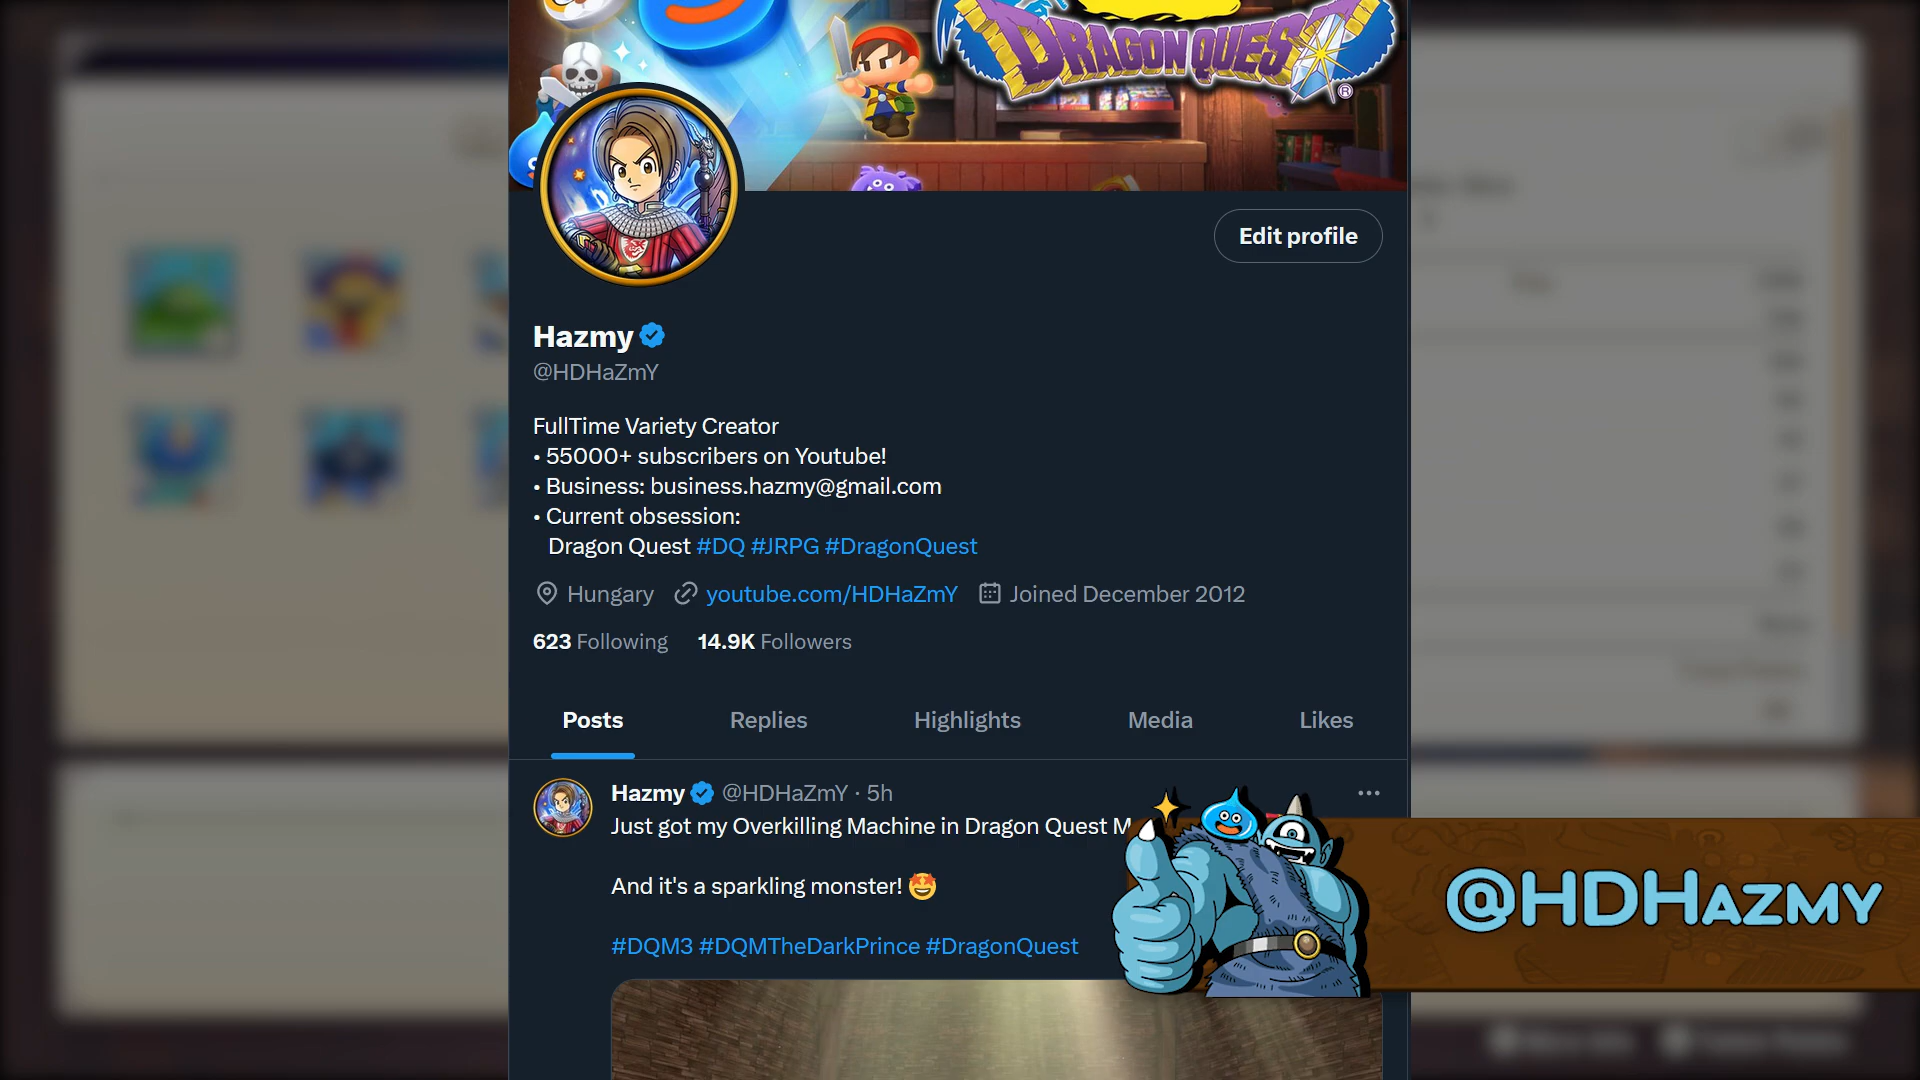 DRAGON QUEST
®
Edit profile
Hazmy
@HDHaZmY
FullTime Variety Creator
• 55000+ subscribers on Youtube!
• Business: business.hazmy@gmail.com
• Current obsession:
Dragon Quest #DQ #JRPG #DragonQuest
Hungary youtube.com/HDHaZmY Joined December 2012
623 Following 14.9K Followers
Posts Replies Highlights Media Likes
Hazmy @HDHaZmY · 5h
Just got my Overkilling Machine in Dragon Quest M
And it's a sparkling monster! 🤩
#DQM3 #DQMTheDarkPrince #DragonQuest
@HDHAZMY